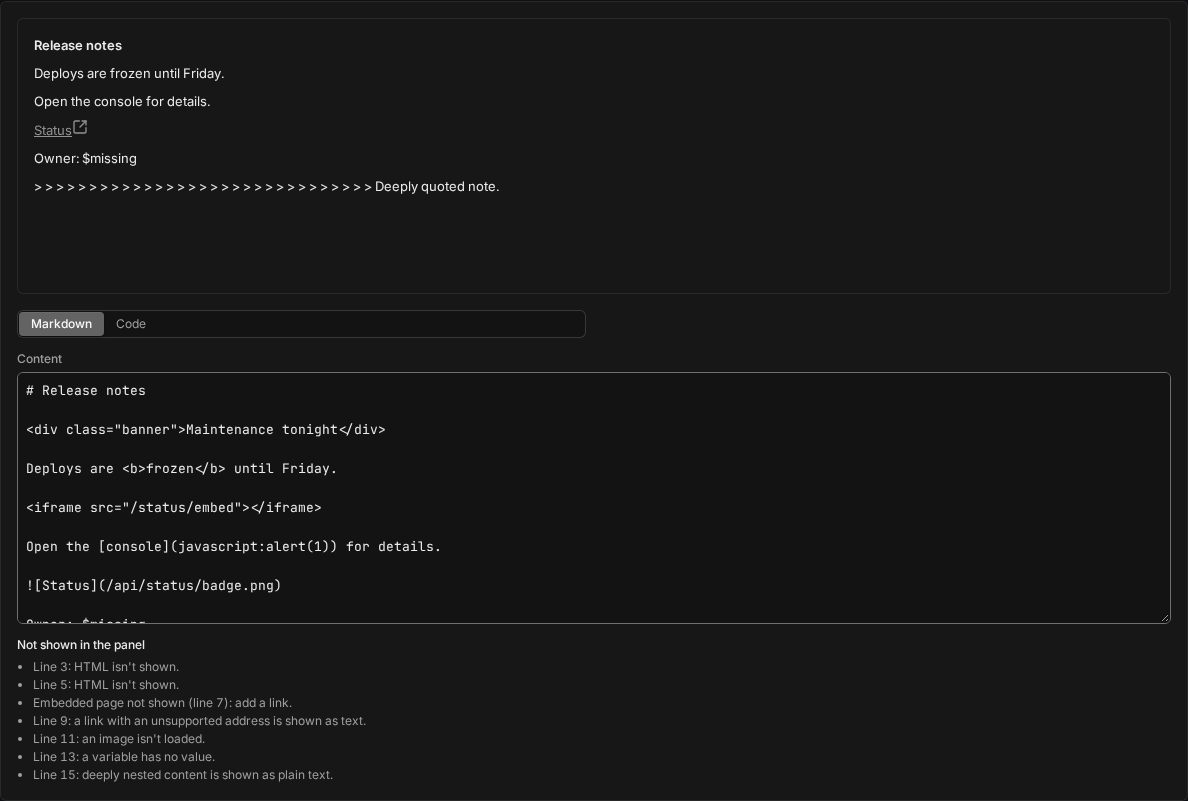 Release notes
Deploys are frozen until Friday.
Open the console for details.
Status
Owner: $missing
> > > > > > > > > > > > > > > > > > > > > > > > > > > > > > > Deeply quoted note.
Markdown Code
Content
# Release notes
<div class="banner">Maintenance tonight</div>
Deploys are <b>frozen</b> until Friday.
<iframe src="/status/embed"></iframe>
Open the [console](javascript:alert(1)) for details.
![Status](/api/status/badge.png)
Owner: $missing
Not shown in the panel
• Line 3: HTML isn't shown.
• Line 5: HTML isn't shown.
• Embedded page not shown (line 7): add a link.
• Line 9: a link with an unsupported address is shown as text.
• Line 11: an image isn't loaded.
• Line 13: a variable has no value.
• Line 15: deeply nested content is shown as plain text.